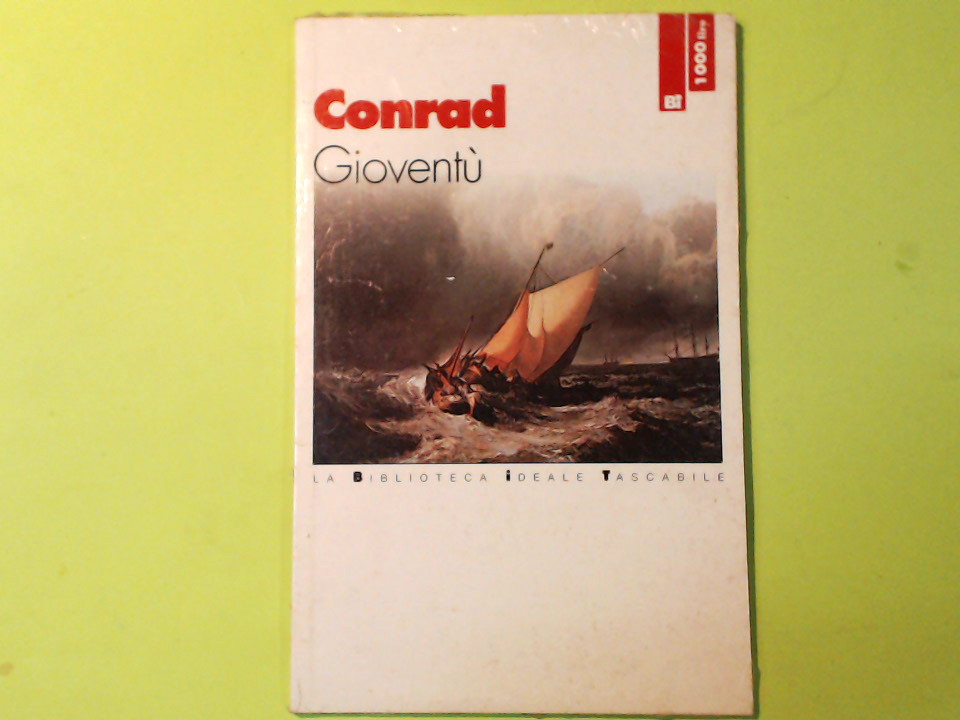 Conrad
Gioventù
Bi
1000 lire
LA BIBLIOTECA iDEALE TASCABILE